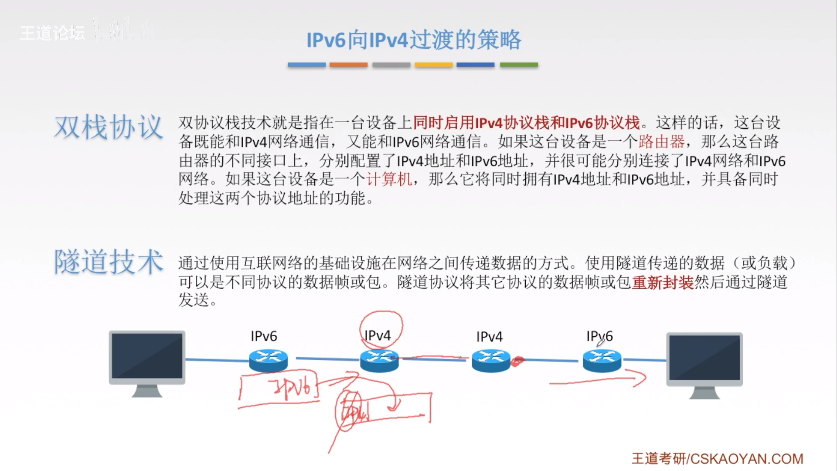 王道论坛
IPv6向IPv4过渡的策略
双栈协议
双协议栈技术就是指在一台设备上同时启用IPv4协议栈和IPv6协议栈。这样的话，这台设
备既能和IPv4网络通信，又能和IPv6网络通信。如果这台设备是一个路由器，那么这台路
由器的不同接口上，分别配置了IPv4地址和IPv6地址，并很可能分别连接了IPv4网络和IPv6
网络。如果这台设备是一个计算机，那么它将同时拥有IPv4地址和IPv6地址，并具备同时
处理这两个协议地址的功能。
隧道技术
通过使用互联网络的基础设施在网络之间传递数据的方式。使用隧道传递的数据（或负载）
可以是不同协议的数据帧或包。隧道协议将其它协议的数据帧或包重新封装然后通过隧道
发送。
IPv6 IPv4 IPv4 IPv6
IPV6
王道考研/CSKAOYAN.COM